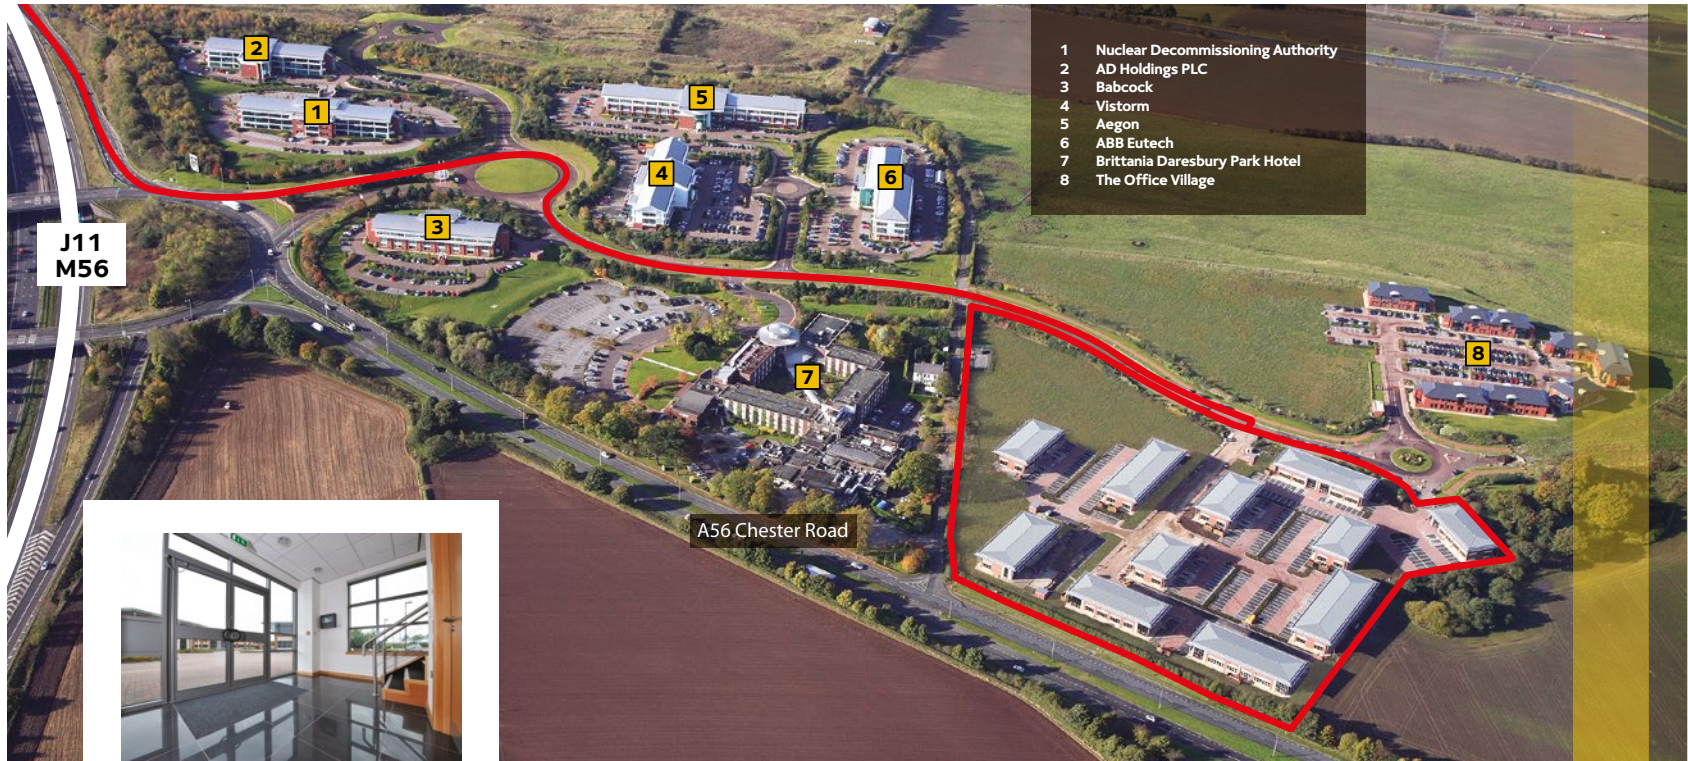 1 Nuclear Decommissioning Authority
2 AD Holdings PLC
3 Babcock
4 Vistorm
5 Aegon
6 ABB Eutech
7 Brittania Daresbury Park Hotel
8 The Office Village
2
1
5
4
6
3
J11
M56
8
7
A56 Chester Road